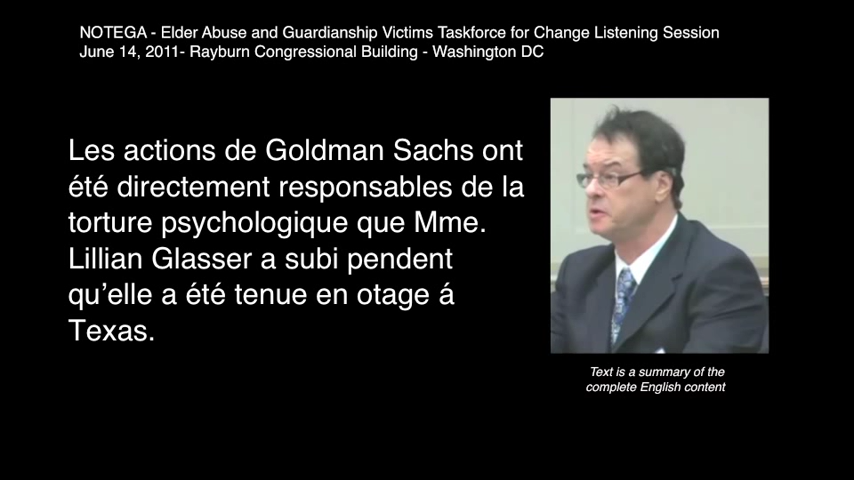 NOTEGA - Elder Abuse and Guardianship Victims Taskforce for Change Listening Session
June 14, 2011- Rayburn Congressional Building - Washington DC
Les actions de Goldman Sachs ont
été directement responsables de la
torture psychologique que Mme.
Lillian Glasser a subi pendent
qu’elle a été tenue en otage á
Texas.
Text is a summary of the
complete English content